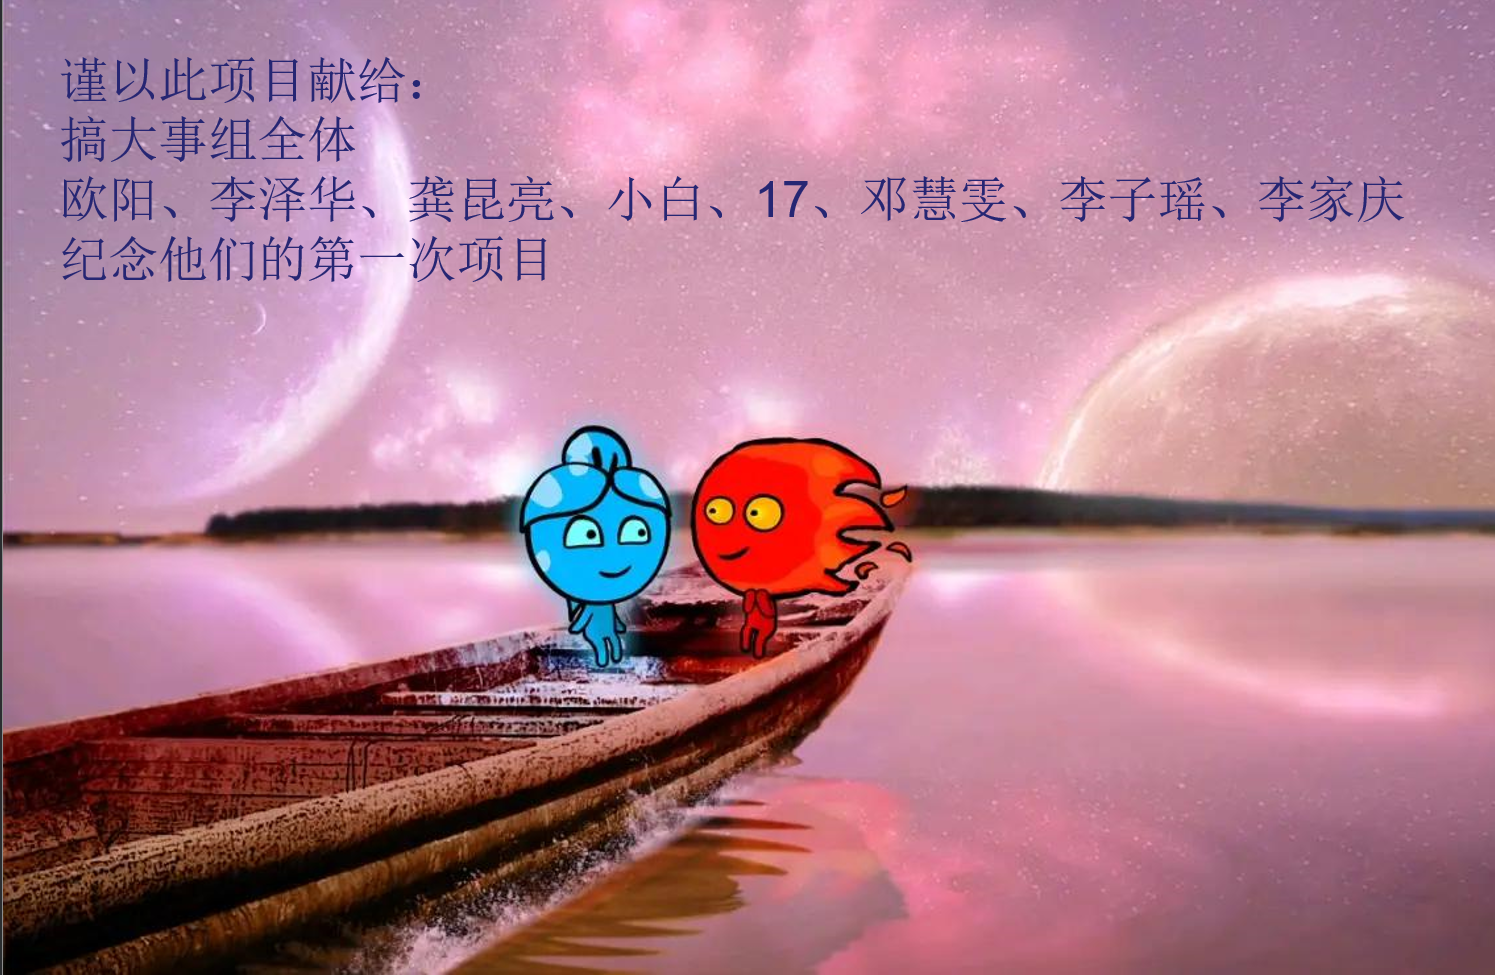 谨以此项目献给：
搞大事组全体
欧阳、李泽华、龚昆亮、小白、17、邓慧雯、李子瑶、李家庆
纪念他们的第一次项目